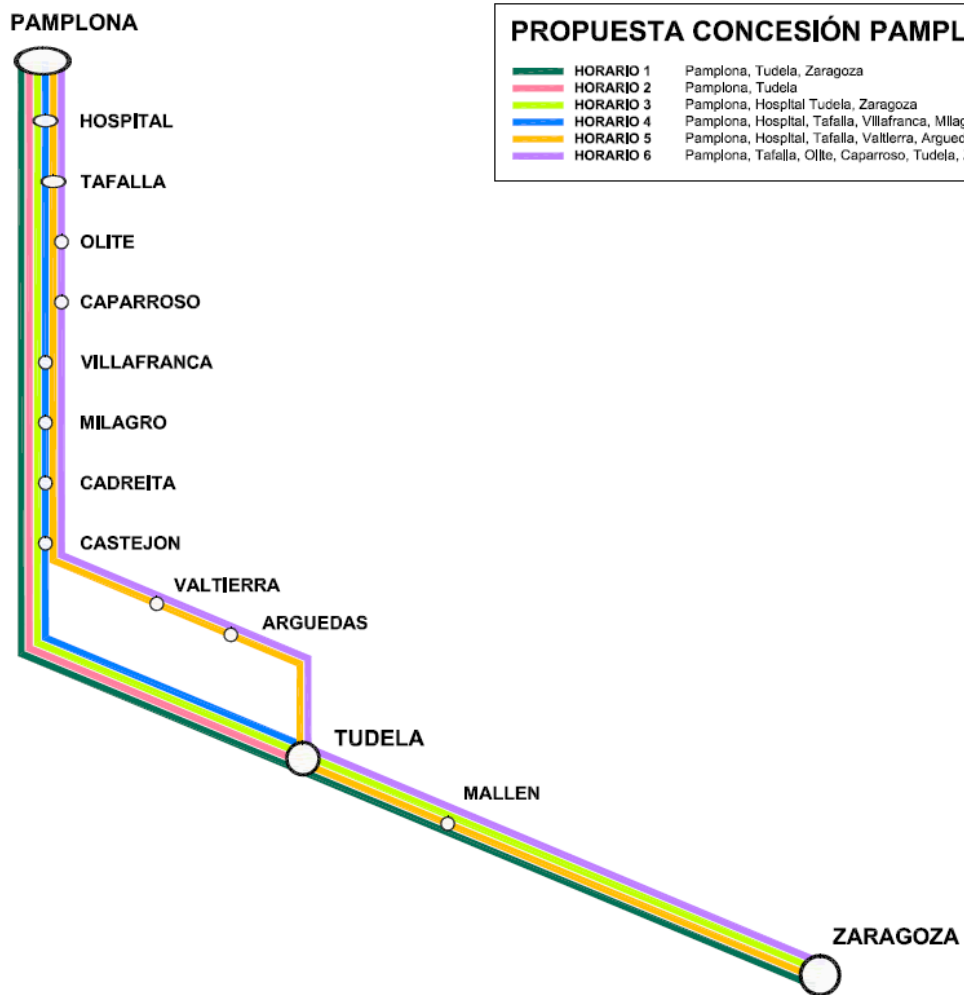 PAMPLONA
PROPUESTA CONCESIÓN PAMPL
HORARIO 1 Pamplona, Tudela, Zaragoza
HORARIO 2 Pamplona, Tudela
HORARIO 3 Pamplona, Hospital Tudela, Zaragoza
HORARIO 4 Pamplona, Hospital, Tafalla, Villafranca, Milag
HORARIO 5 Pamplona, Hospital, Tafalla, Valtierra, Argued
HORARIO 6 Pamplona, Tafalla, Olite, Caparroso, Tudela,
HOSPITAL
TAFALLA
OLITE
CAPARROSO
VILLAFRANCA
MILAGRO
CADREITA
CASTEJON
VALTIERRA
ARGUEDAS
TUDELA
MALLEN
ZARAGOZA